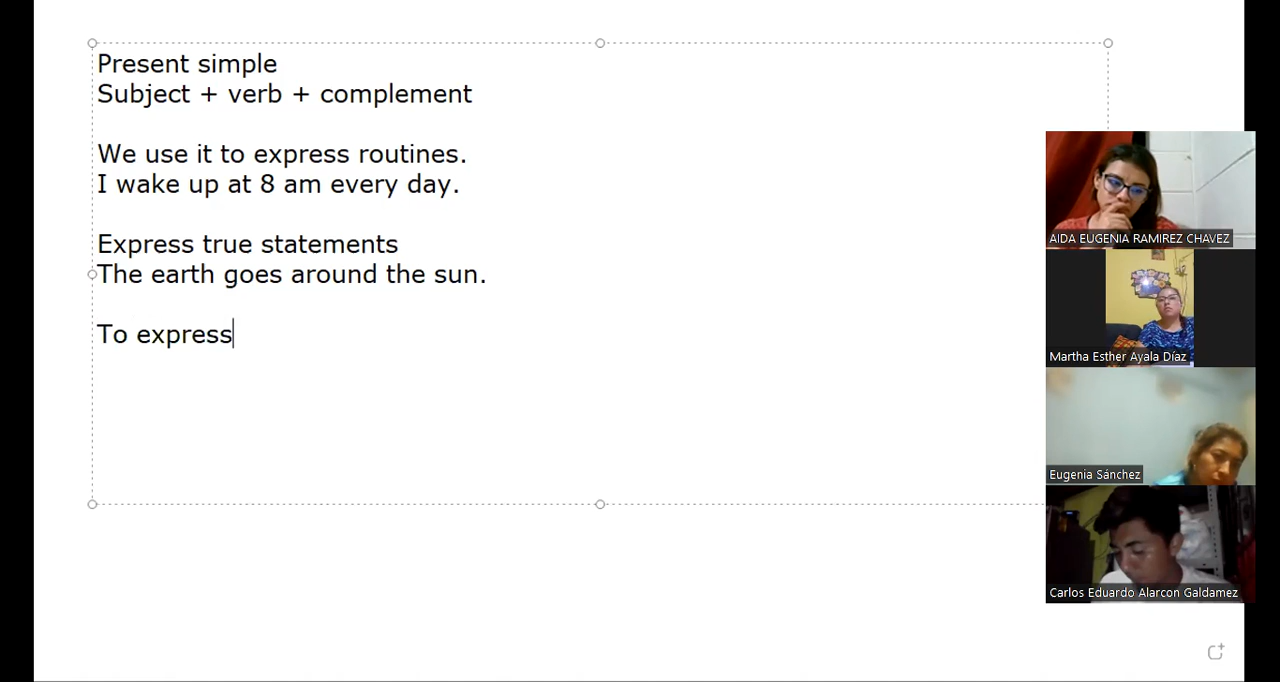 Present simple
Subject + verb + complement
We use it to express routines.
I wake up at 8 am every day.
Express true statements
The earth goes around the sun.
To express
AIDA EUGENIA RAMIREZ CHAVEZ
Martha Esther Ayala Díaz
Eugenia Sánchez
Carlos Eduardo Alarcon Galdamez